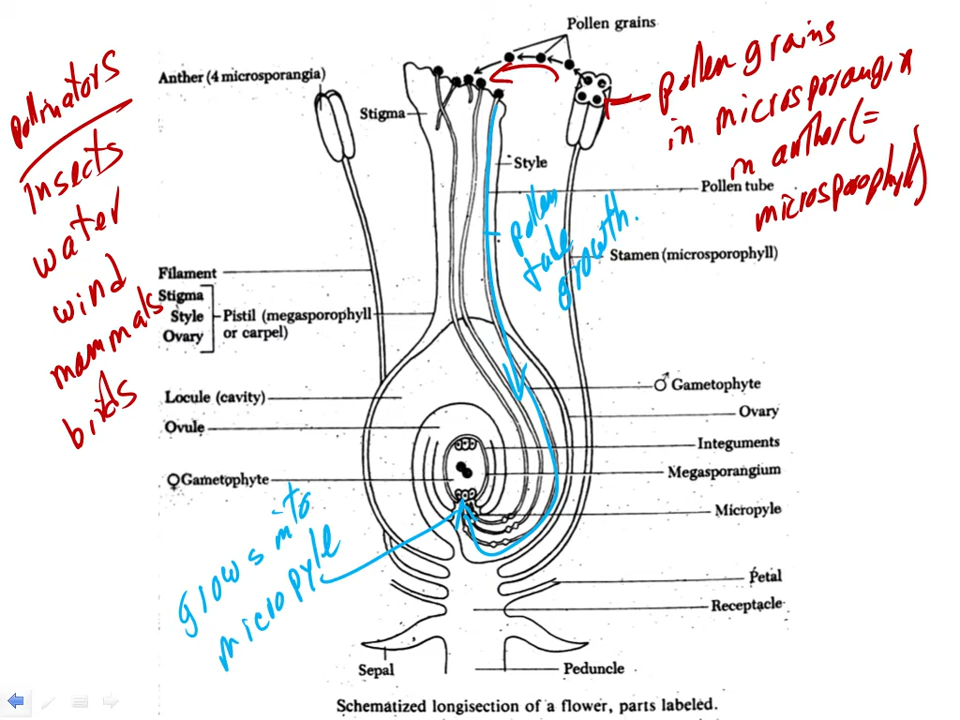 Pollen grains
Pollinators
Insects
water
wind
mammals
birds
Anther (4 microsporangia)
Stigma
Style
Pollen tube
Stamen (microsporophyll)
pollen grains
in microsporangia
in anther (=
microsporophyll)
pollen
tube
growth.
Filament
Stigma
Style
Ovary
Pistil (megasporophyll
or carpel)
Locule (cavity)
Ovule
♀ Gametophyte
♂ Gametophyte
Ovary
Integuments
Megasporangium
Micropyle
grows into
micropyle
Petal
Receptacle
Sepal
Peduncle
Schematized longisection of a flower, parts labeled.